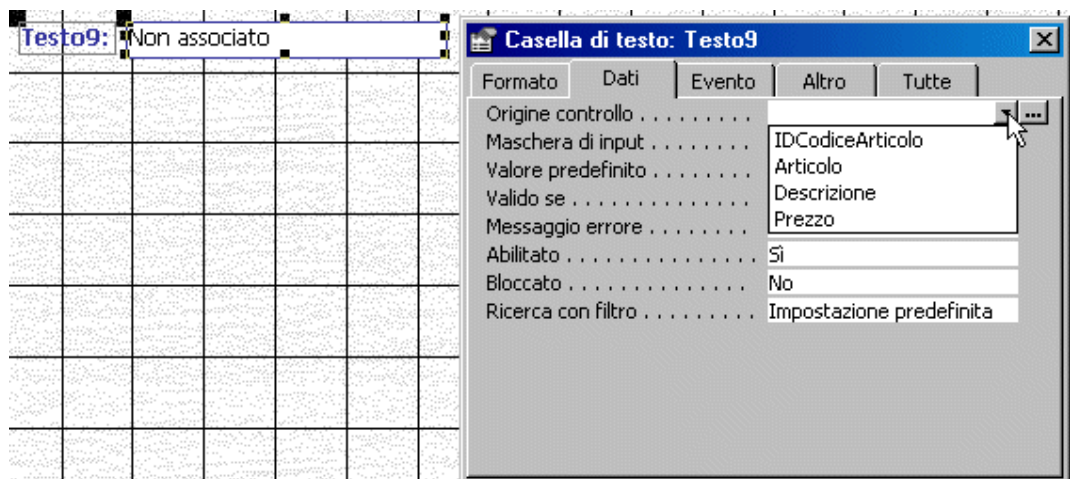 Testo9: Non associato
Casella di testo: Testo9
Formato Dati Evento Altro Tutte
Origine controllo . . . . . . . . .
Maschera di input . . . . . . . . IDCodiceArticolo
Valore predefinito . . . . . . . Articolo
Valido se . . . . . . . . . . . . . . Descrizione
Messaggio errore . . . . . . . . Prezzo
Abilitato . . . . . . . . . . . . . . . Sì
Bloccato . . . . . . . . . . . . . . No
Ricerca con filtro . . . . . . . . . Impostazione predefinita